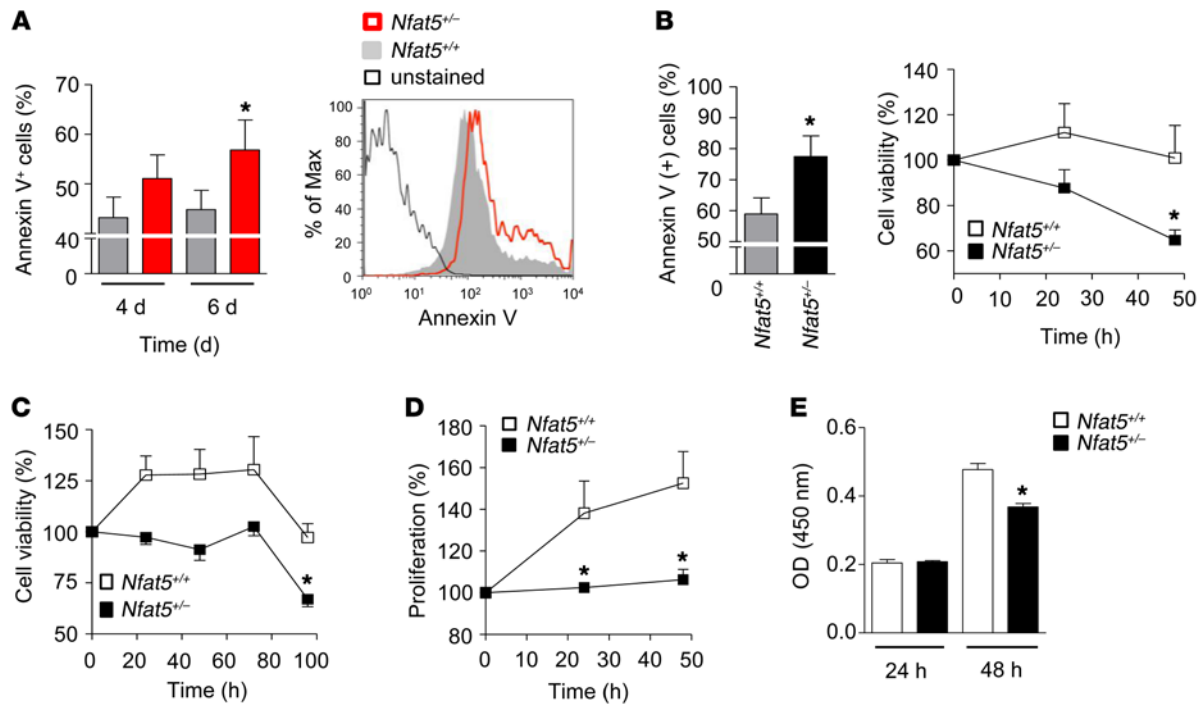 A
Nfat5+/−
Nfat5+/+
unstained
Annexin V+ cells (%)
70
60
50
40
0
4 d
6 d
Time (d)
*
% of Max
100
80
60
40
20
0
10⁰
10¹
10²
10³
10⁴
Annexin V
B
Annexin V (+) cells (%)
100
90
80
70
60
50
0
*
Nfat5+/+
Nfat5+/−
Cell viability (%)
140
120
100
80
60
Nfat5+/+
Nfat5+/−
*
0 10 20 30 40 50
Time (h)
C
Cell viability (%)
150
125
100
75
50
Nfat5+/+
Nfat5+/−
*
0 20 40 60 80 100
Time (h)
D
Nfat5+/+
Nfat5+/−
Proliferation (%)
180
160
140
120
100
80
*
*
0 10 20 30 40 50
Time (h)
E
Nfat5+/+
Nfat5+/−
OD (450 nm)
0.6
0.4
0.2
0.0
*
24 h
48 h